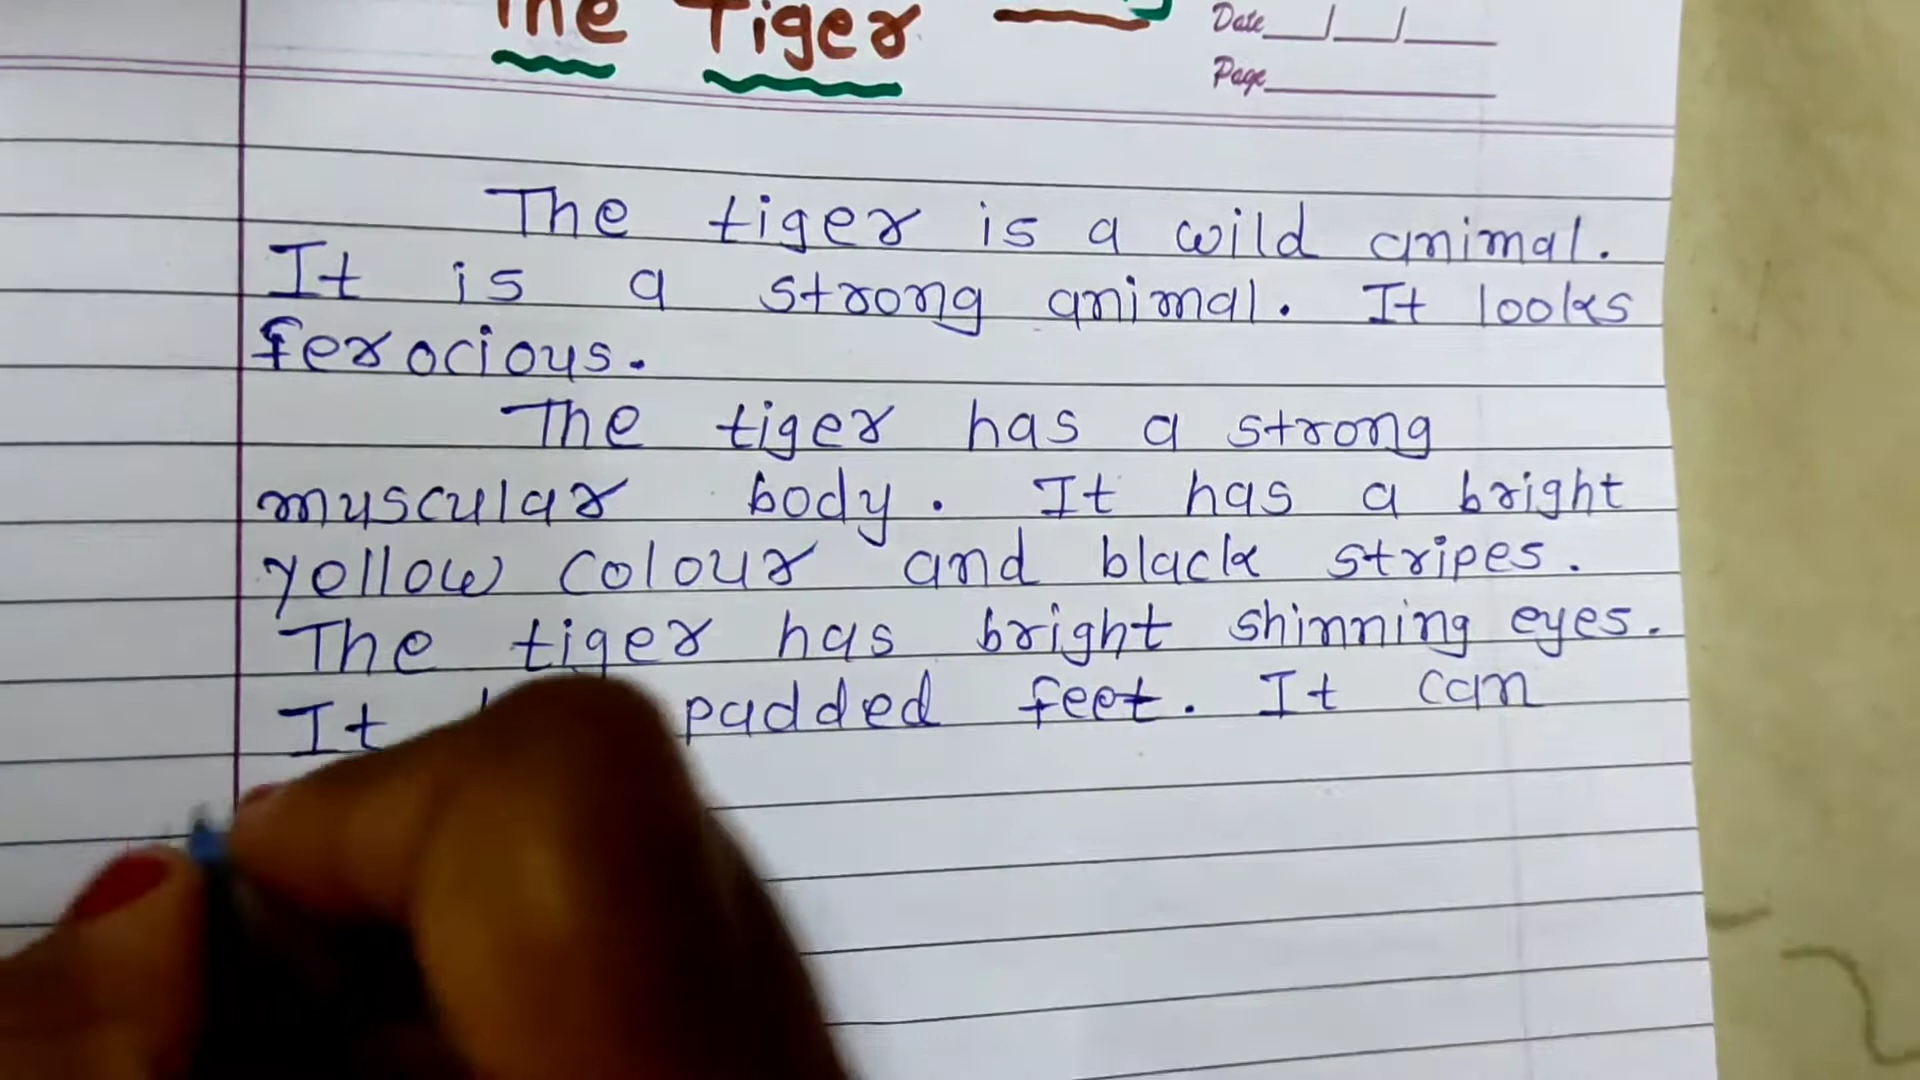 The Tiger
Date
Page
The tiger is a wild animal.
It is a strong animal. It looks
ferocious.
The tiger has a strong
muscular body. It has a bright
yellow colour and black stripes.
The tiger has bright shinning eyes.
It padded feet. It can